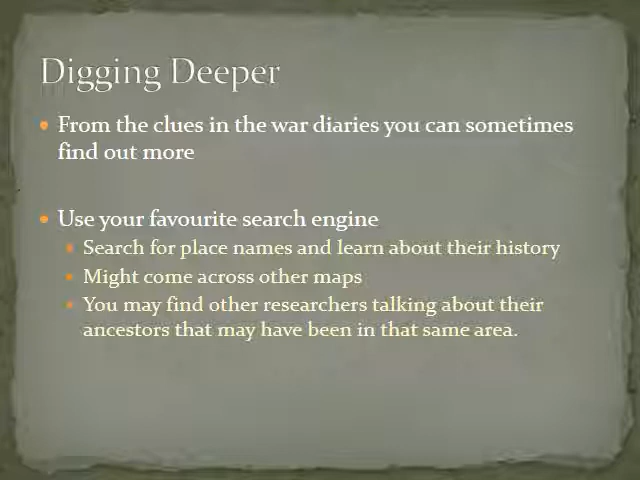 Digging Deeper
From the clues in the war diaries you can sometimes
find out more
Use your favourite search engine
Search for place names and learn about their history
Might come across other maps
You may find other researchers talking about their
ancestors that may have been in that same area.